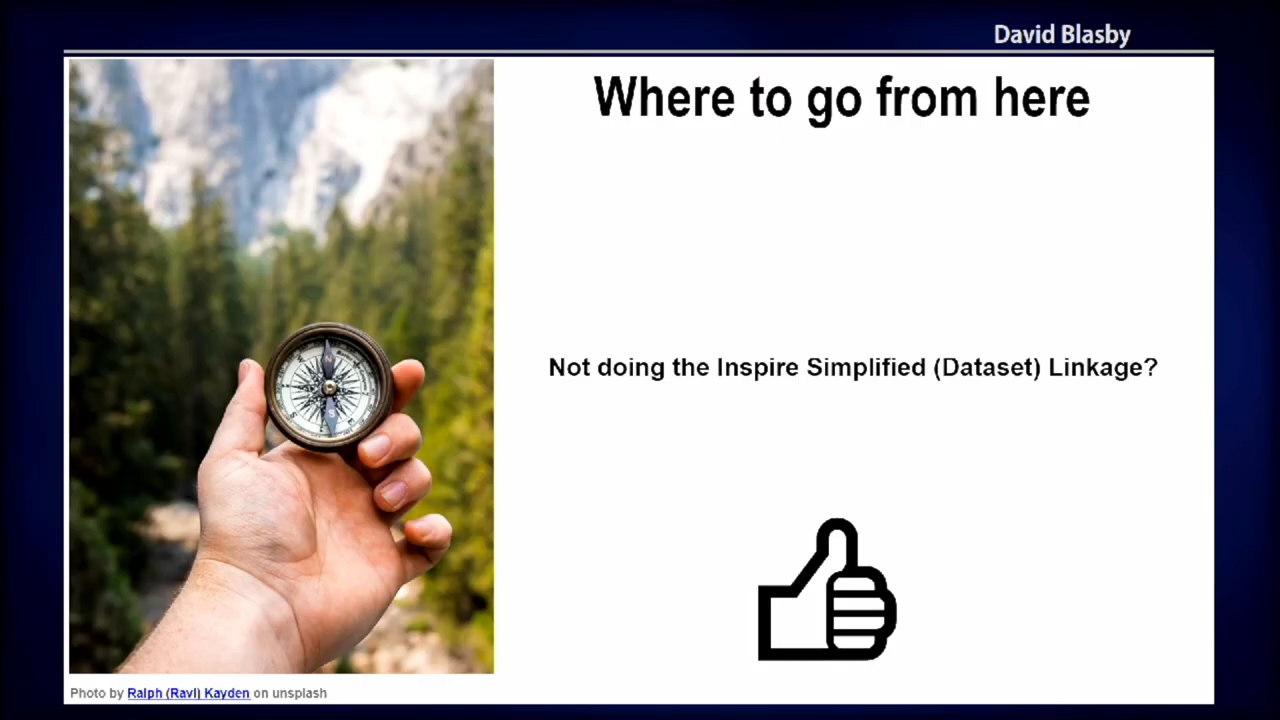 David Blasby
Where to go from here
Not doing the Inspire Simplified (Dataset) Linkage?
Photo by Ralph (Ravi) Kayden on unsplash